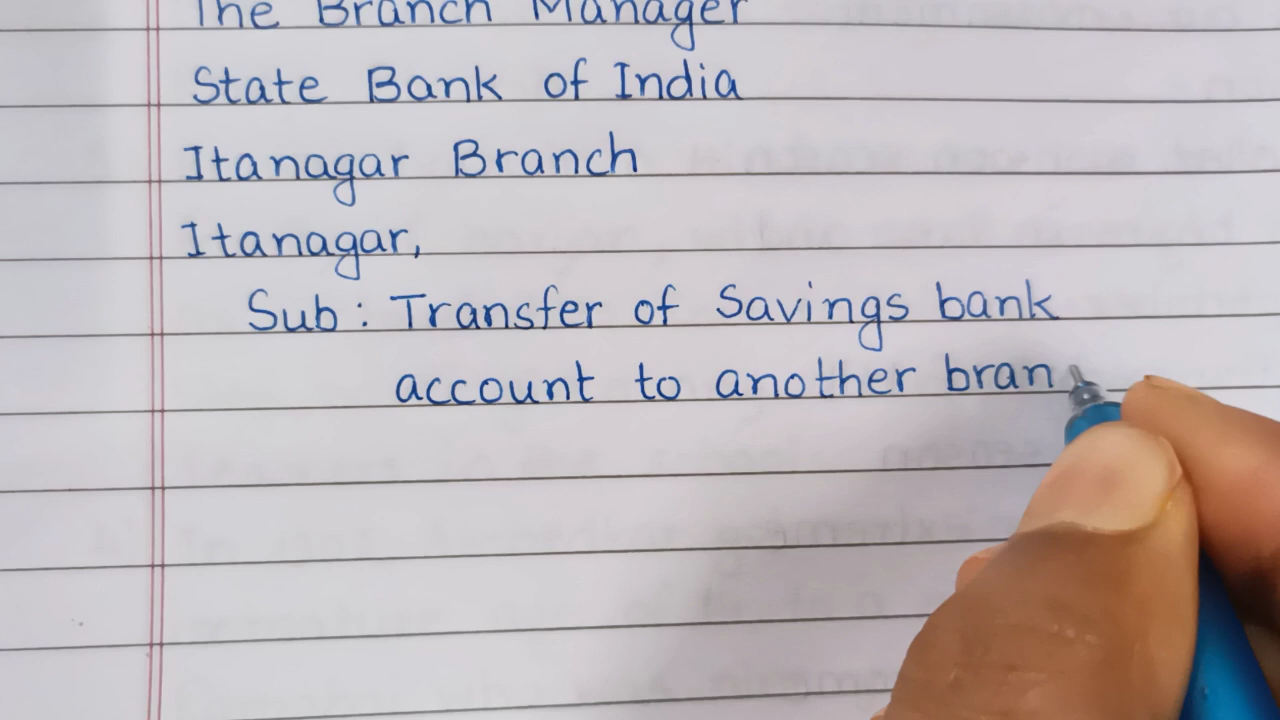 The Branch Manager
State Bank of India
Itanagar Branch
Itanagar,
Sub : Transfer of Savings bank
account to another bran